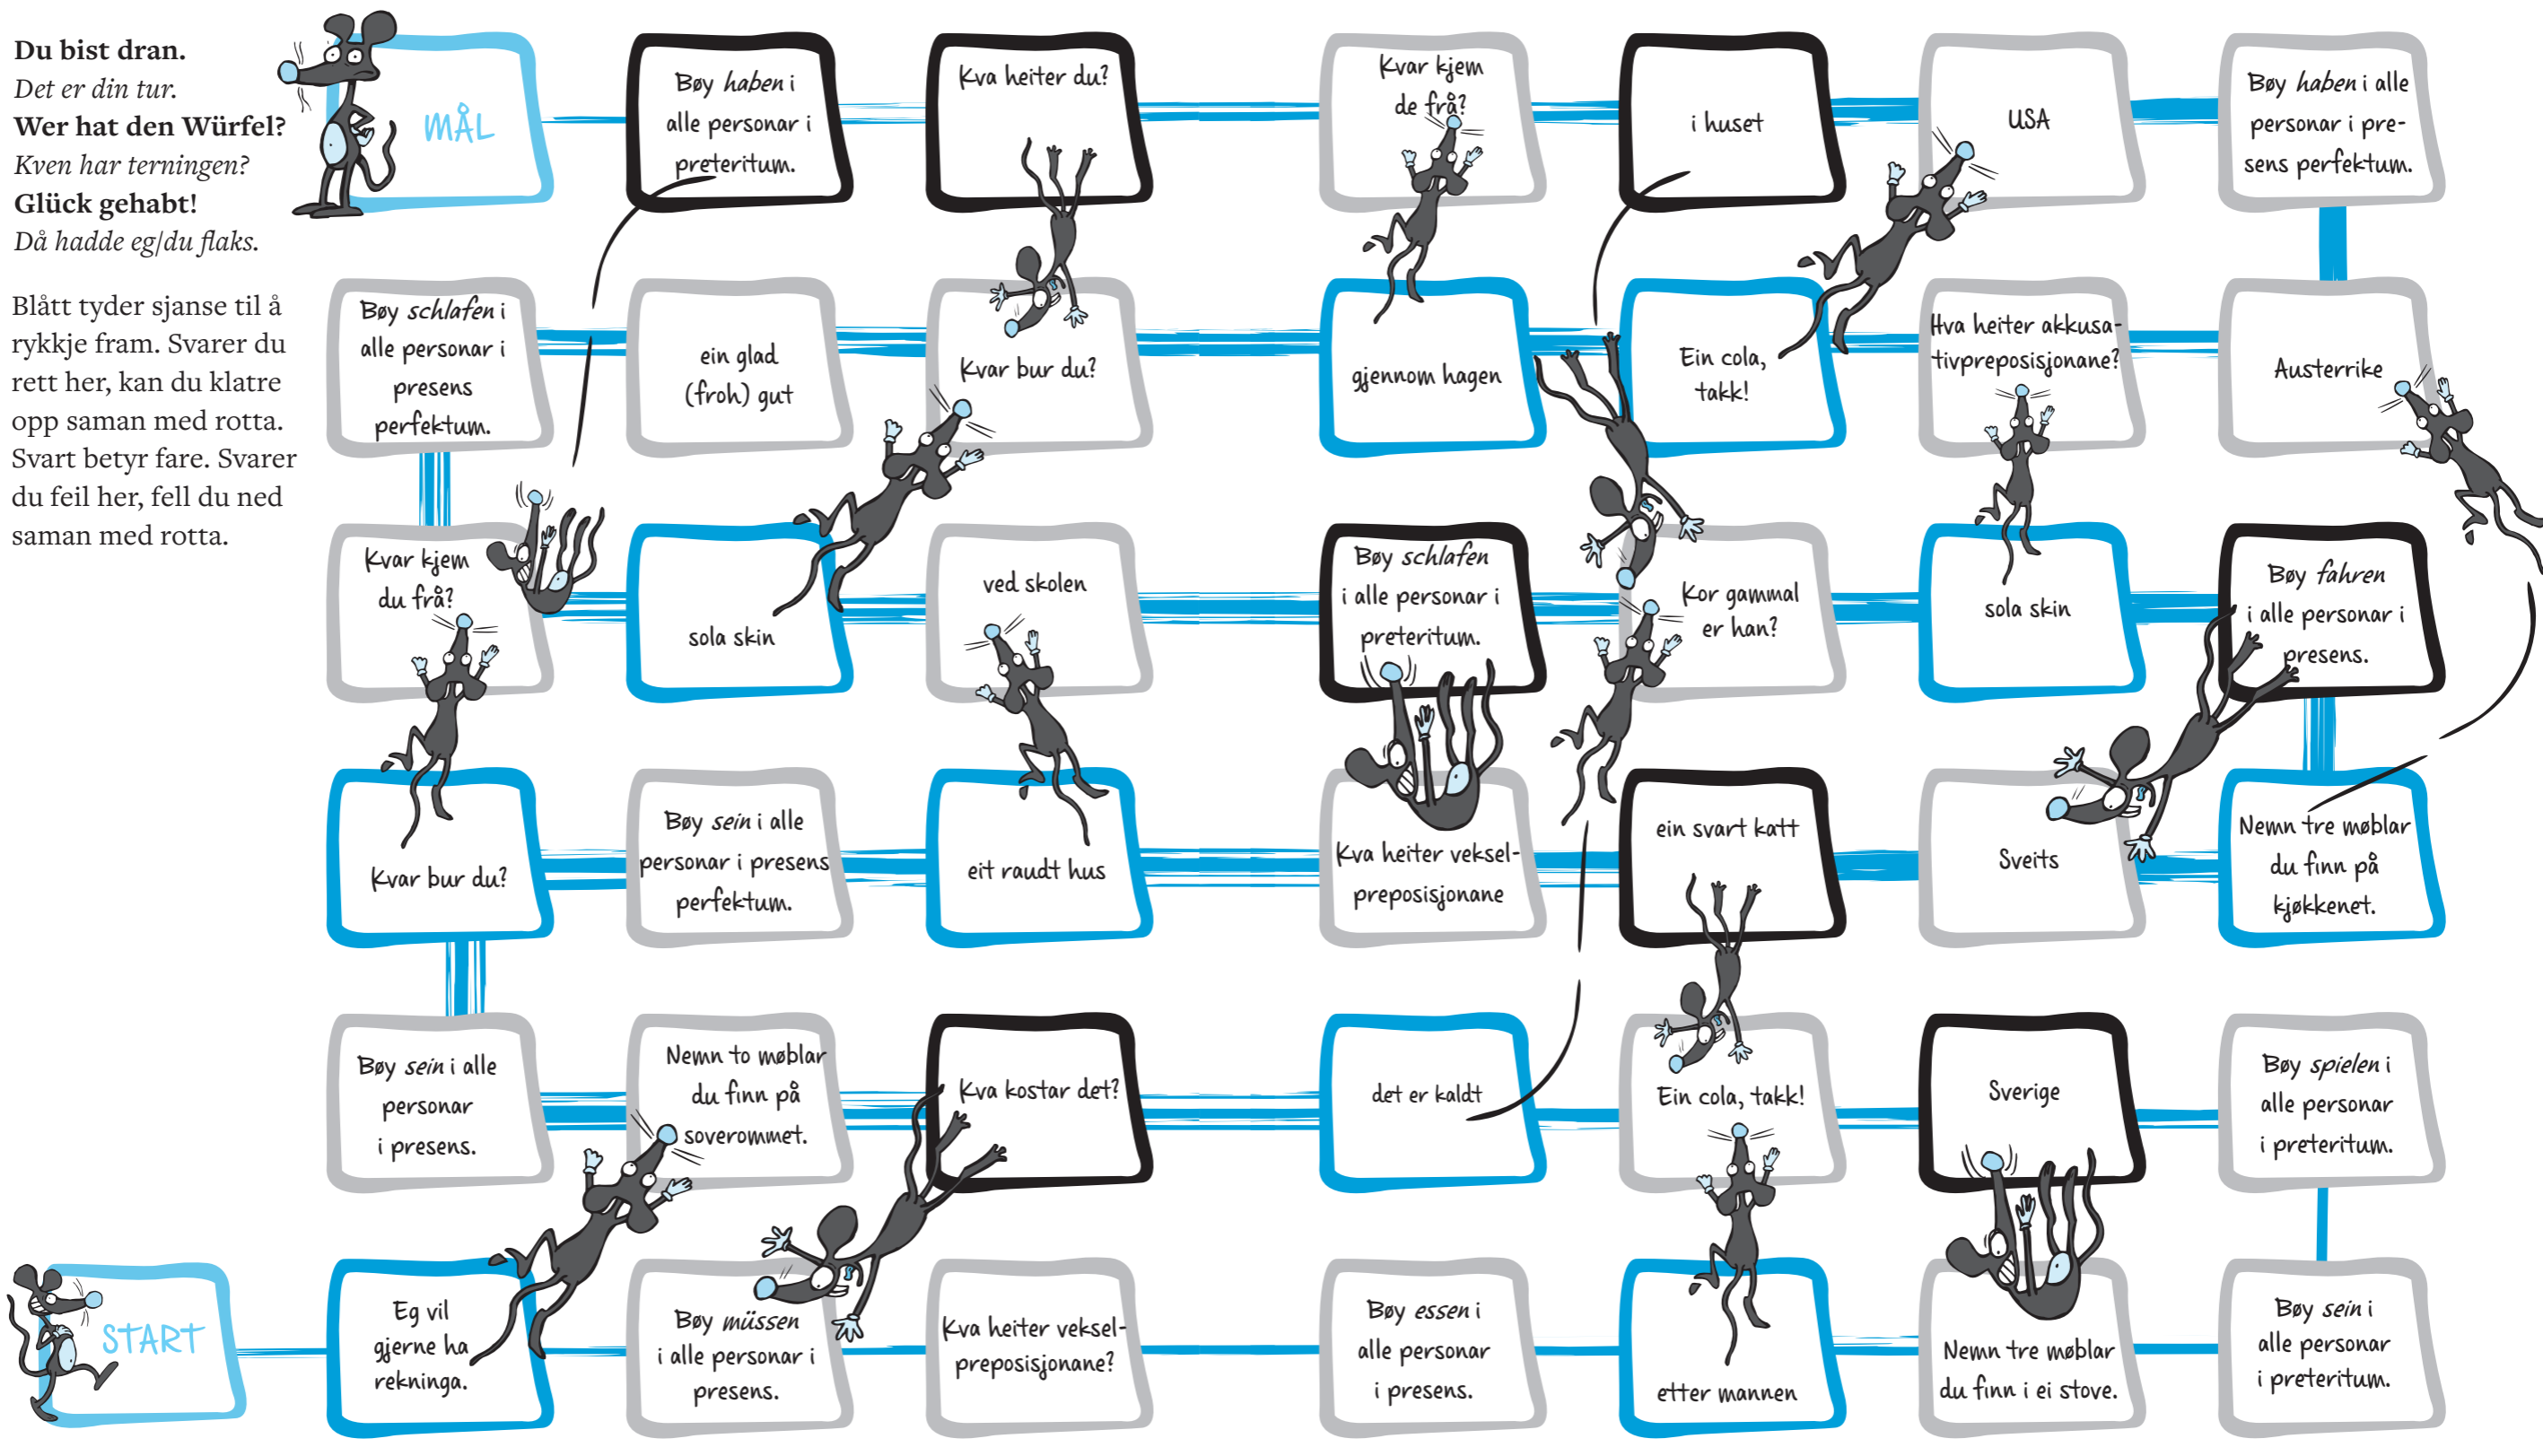 Du bist dran.
Det er din tur.
Wer hat den Würfel?
Kven har terningen?
Glück gehabt!
Då hadde eg/du flaks.
Blått tyder sjanse til å
rykkje fram. Svarer du
rett her, kan du klatre
opp saman med rotta.
Svart betyr fare. Svarer
du feil her, fell du ned
saman med rotta.
MÅL
Bøy haben i
alle personar i
preteritum.
Kva heiter du?
Kvar kjem
de frå?
i huset
USA
Bøy haben i alle
personar i pre-
sens perfektum.
Bøy schlafen i
alle personar i
presens
perfektum.
ein glad
(froh) gut
Kvar bur du?
gjennom hagen
Ein cola,
takk!
Hva heiter akkusa-
tivpreposisjonane?
Austerrike
Kvar kjem
du frå?
sola skin
ved skolen
Bøy schlafen
i alle personar i
preteritum.
Kor gammal
er han?
sola skin
Bøy fahren
i alle personar i
presens.
Kvar bur du?
Bøy sein i alle
personar i presens
perfektum.
eit raudt hus
Kva heiter veksel-
preposisjonane
ein svart katt
Sveits
Nemn tre møblar
du finn på
kjøkkenet.
Bøy sein i alle
personar
i presens.
Nemn to møblar
du finn på
soverommet.
Kva kostar det?
det er kaldt
Ein cola, takk!
Sverige
Bøy spielen i
alle personar
i preteritum.
START
Eg vil
gjerne ha
rekninga.
Bøy müssen
i alle personar i
presens.
Kva heiter veksel-
preposisjonane?
Bøy essen i
alle personar
i presens.
etter mannen
Nemn tre møblar
du finn i ei stove.
Bøy sein i
alle personar
i preteritum.